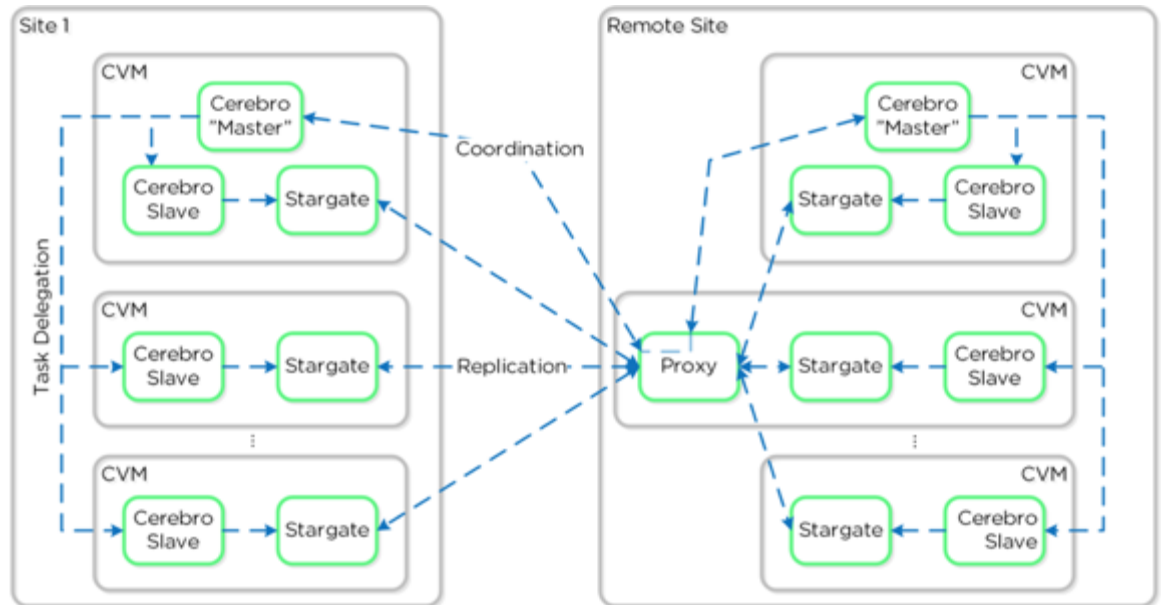 Site 1
CVM
Cerebro
"Master"
Cerebro
Slave
Stargate
Task Delegation
CVM
Cerebro
Slave
Stargate
...
CVM
Cerebro
Slave
Stargate
Coordination
Replication
Remote Site
CVM
Cerebro
"Master"
Stargate
Cerebro
Slave
CVM
Proxy
Stargate
Cerebro
Slave
...
CVM
Stargate
Cerebro
Slave